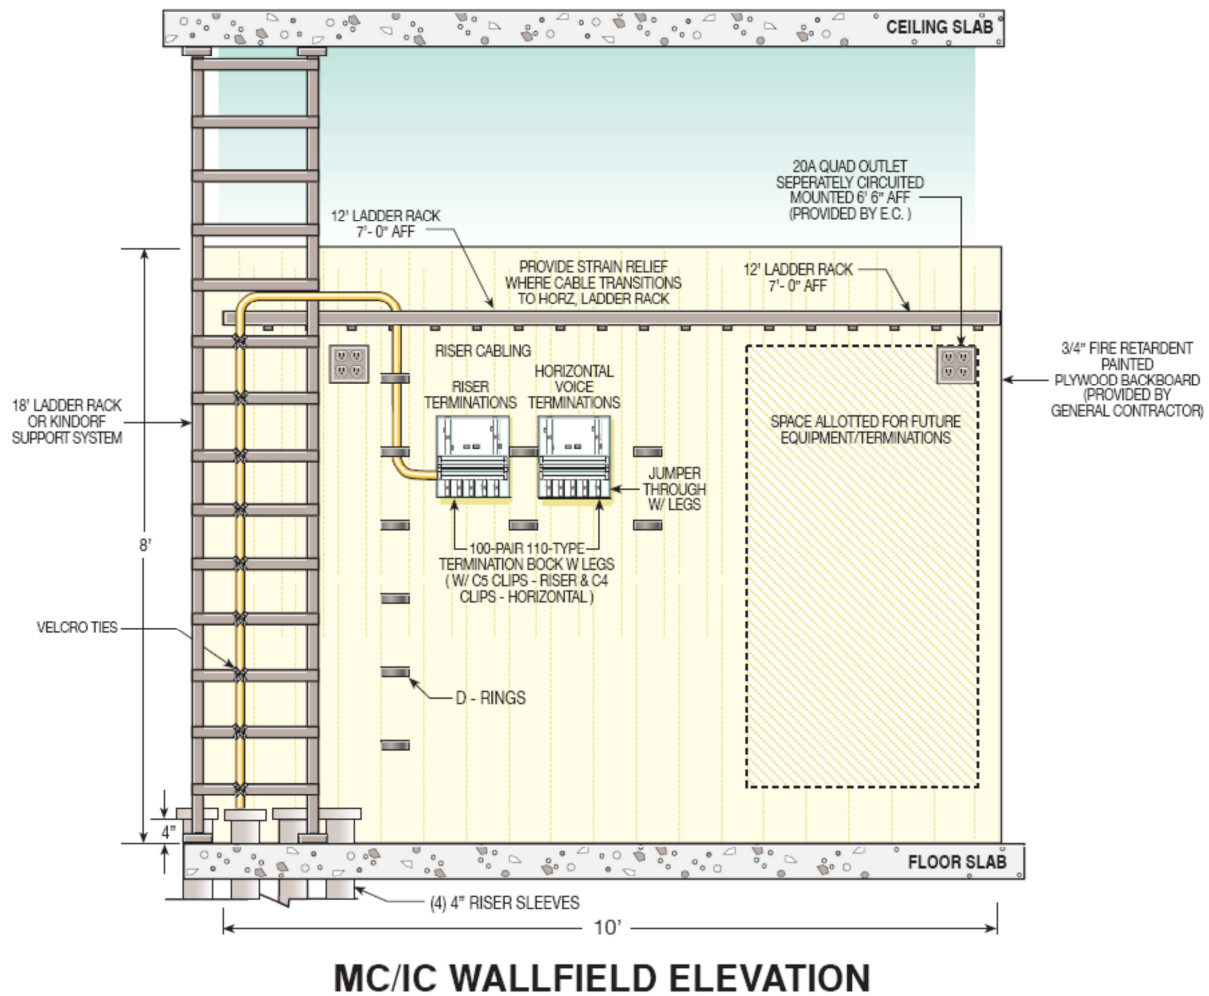 CEILING SLAB
20A QUAD OUTLET
SEPERATELY CIRCUITED
MOUNTED 6' 6" AFF
(PROVIDED BY E.C. )
12' LADDER RACK
7'- 0" AFF
PROVIDE STRAIN RELIEF
WHERE CABLE TRANSITIONS
TO HORZ, LADDER RACK
12' LADDER RACK
7'- 0" AFF
RISER CABLING
RISER
TERMINATIONS
HORIZONTAL
VOICE
TERMINATIONS
3/4" FIRE RETARDENT
PAINTED
PLYWOOD BACKBOARD
(PROVIDED BY
GENERAL CONTRACTOR)
18' LADDER RACK
OR KINDORF
SUPPORT SYSTEM
SPACE ALLOTTED FOR FUTURE
EQUIPMENT/TERMINATIONS
JUMPER
THROUGH
W/ LEGS
8'
100-PAIR 110-TYPE
TERMINATION BOCK W LEGS
( W/ C5 CLIPS - RISER & C4
CLIPS - HORIZONTAL )
VELCRO TIES
D - RINGS
4"
FLOOR SLAB
(4) 4" RISER SLEEVES
10'
MC/IC WALLFIELD ELEVATION